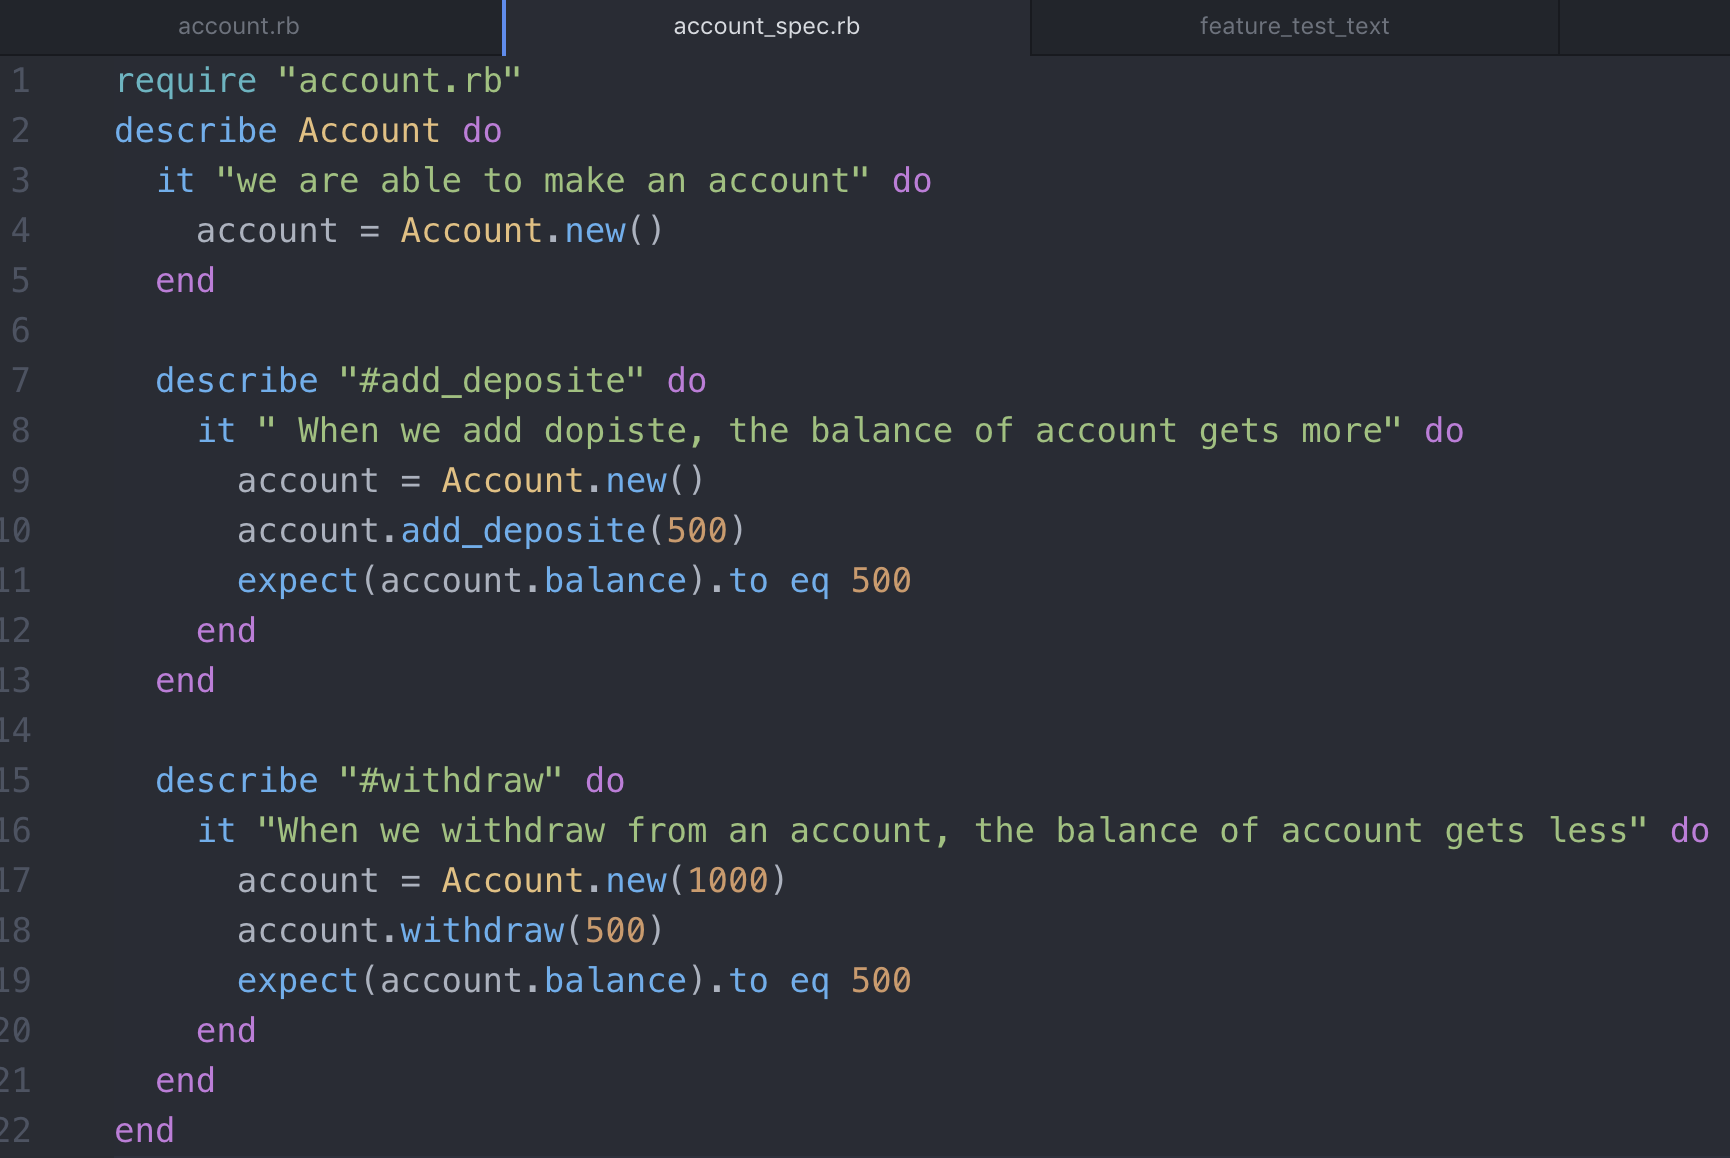 account.rb account_spec.rb feature_test_text
1 require "account.rb"
2 describe Account do
3 it "we are able to make an account" do
4 account = Account.new()
5 end
6
7 describe "#add_deposite" do
8 it " When we add dopiste, the balance of account gets more" do
9 account = Account.new()
10 account.add_deposite(500)
11 expect(account.balance).to eq 500
12 end
13 end
14
15 describe "#withdraw" do
16 it "When we withdraw from an account, the balance of account gets less" do
17 account = Account.new(1000)
18 account.withdraw(500)
19 expect(account.balance).to eq 500
20 end
21 end
22 end